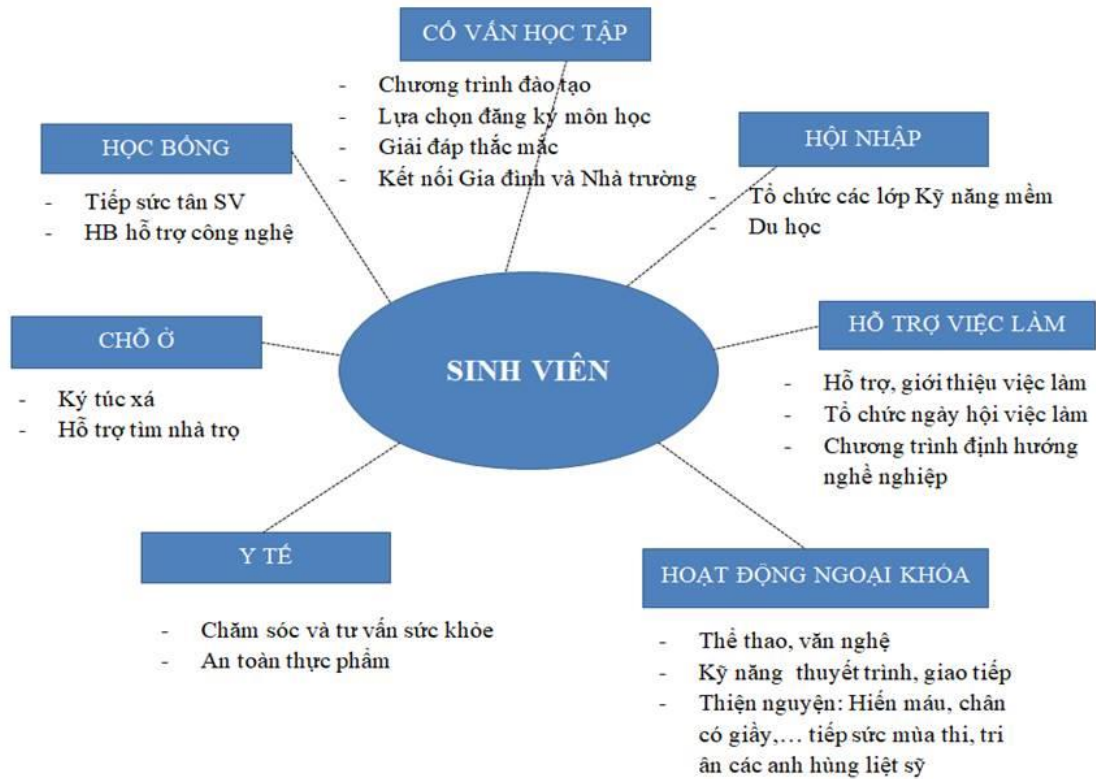 CỐ VẤN HỌC TẬP
- Chương trình đào tạo
- Lựa chọn đăng ký môn học
- Giải đáp thắc mắc
- Kết nối Gia đình và Nhà trường
HỌC BỔNG
- Tiếp sức tân SV
- HB hỗ trợ công nghệ
HỘI NHẬP
- Tổ chức các lớp Kỹ năng mềm
- Du học
CHỖ Ở
- Ký túc xá
- Hỗ trợ tìm nhà trọ
SINH VIÊN
HỖ TRỢ VIỆC LÀM
- Hỗ trợ, giới thiệu việc làm
- Tổ chức ngày hội việc làm
- Chương trình định hướng
nghề nghiệp
Y TẾ
- Chăm sóc và tư vấn sức khỏe
- An toàn thực phẩm
HOẠT ĐỘNG NGOẠI KHÓA
- Thể thao, văn nghệ
- Kỹ năng thuyết trình, giao tiếp
- Thiện nguyện: Hiến máu, chân
có giầy,… tiếp sức mùa thi, tri
ân các anh hùng liệt sỹ